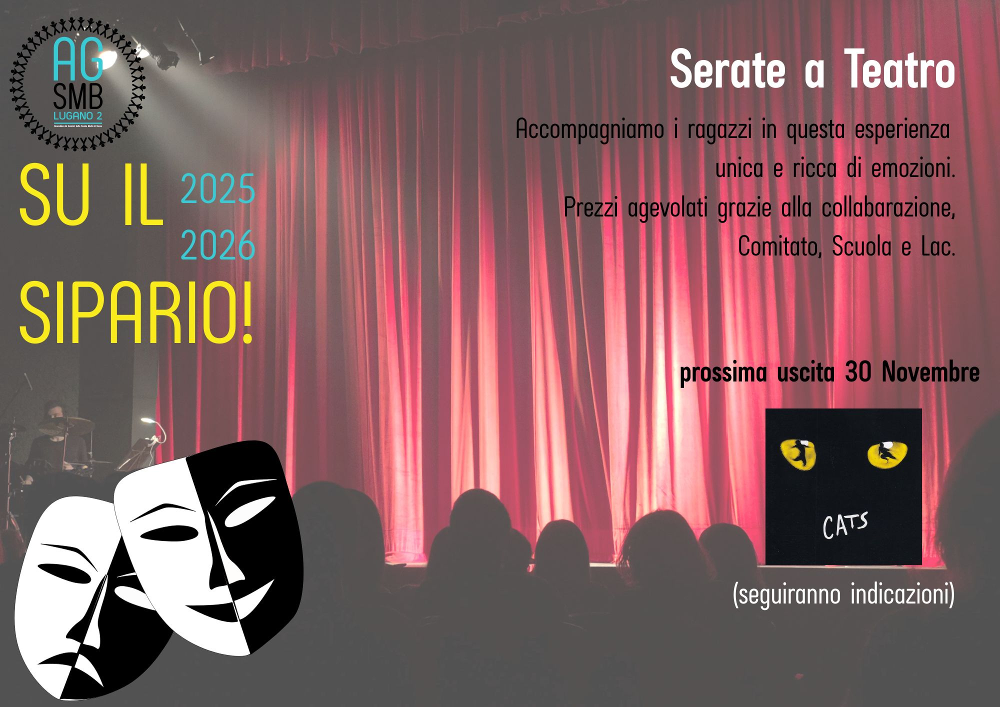 AG
SMB
LUGANO 2
Assemblea dei Genitori della Scuola Media di Besso
SU IL
2025
2026
SIPARIO!
Serate a Teatro
Accompagniamo i ragazzi in questa esperienza
unica e ricca di emozioni.
Prezzi agevolati grazie alla collabarazione,
Comitato, Scuola e Lac.
prossima uscita 30 Novembre
CATS
(seguiranno indicazioni)